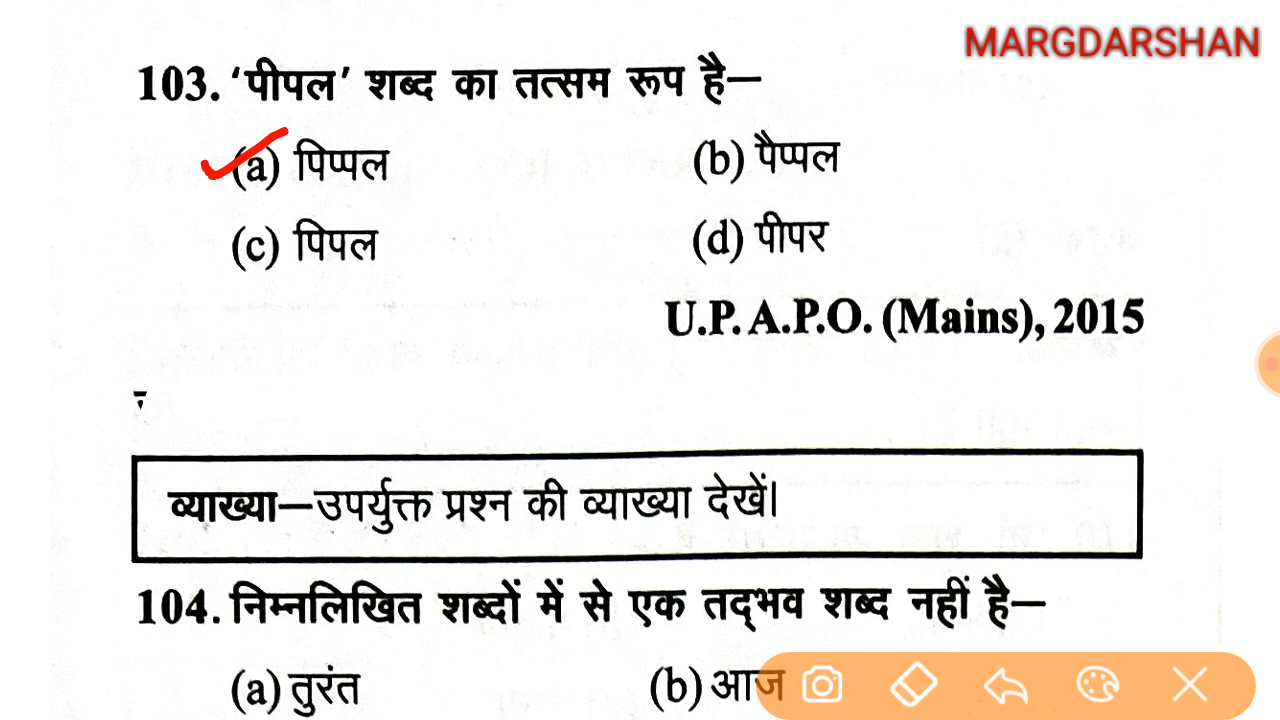 MARGDARSHAN
103. ‘पीपल’ शब्द का तत्सम रूप है—
(a) पिप्पल (b) पैप्पल
(c) पिपल (d) पीपर
U.P. A.P.O. (Mains), 2015
व्याख्या—उपर्युक्त प्रश्न की व्याख्या देखें।
104. निम्नलिखित शब्दों में से एक तद्भव शब्द नहीं है—
(a) तुरंत (b) आज